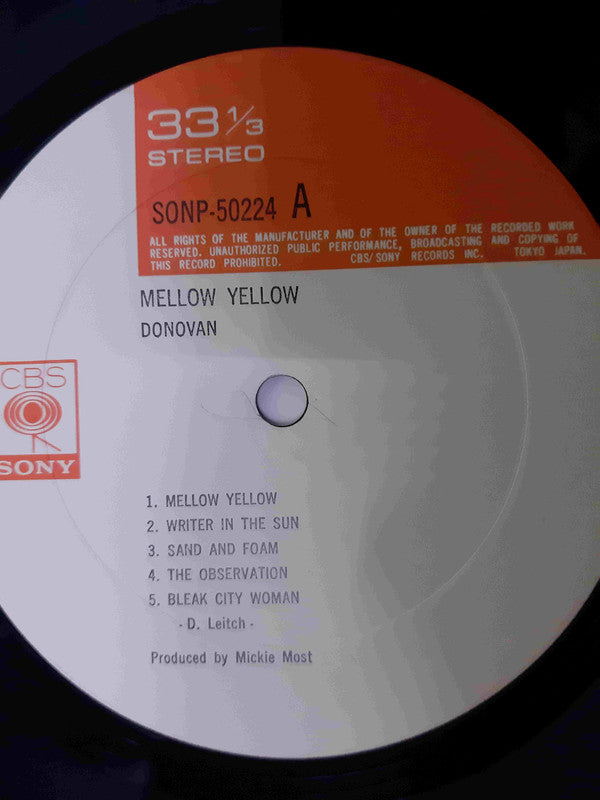 33 1/3
STEREO
SONP-50224 A
ALL RIGHTS OF THE MANUFACTURER AND OF THE OWNER OF THE RECORDED WORK
RESERVED. UNAUTHORIZED PUBLIC PERFORMANCE, BROADCASTING AND COPYING OF
THIS RECORD PROHIBITED. CBS/SONY RECORDS INC. TOKYO JAPAN.
MELLOW YELLOW
DONOVAN
CBS
SONY
1. MELLOW YELLOW
2. WRITER IN THE SUN
3. SAND AND FOAM
4. THE OBSERVATION
5. BLEAK CITY WOMAN
- D. Leitch -
Produced by Mickie Most